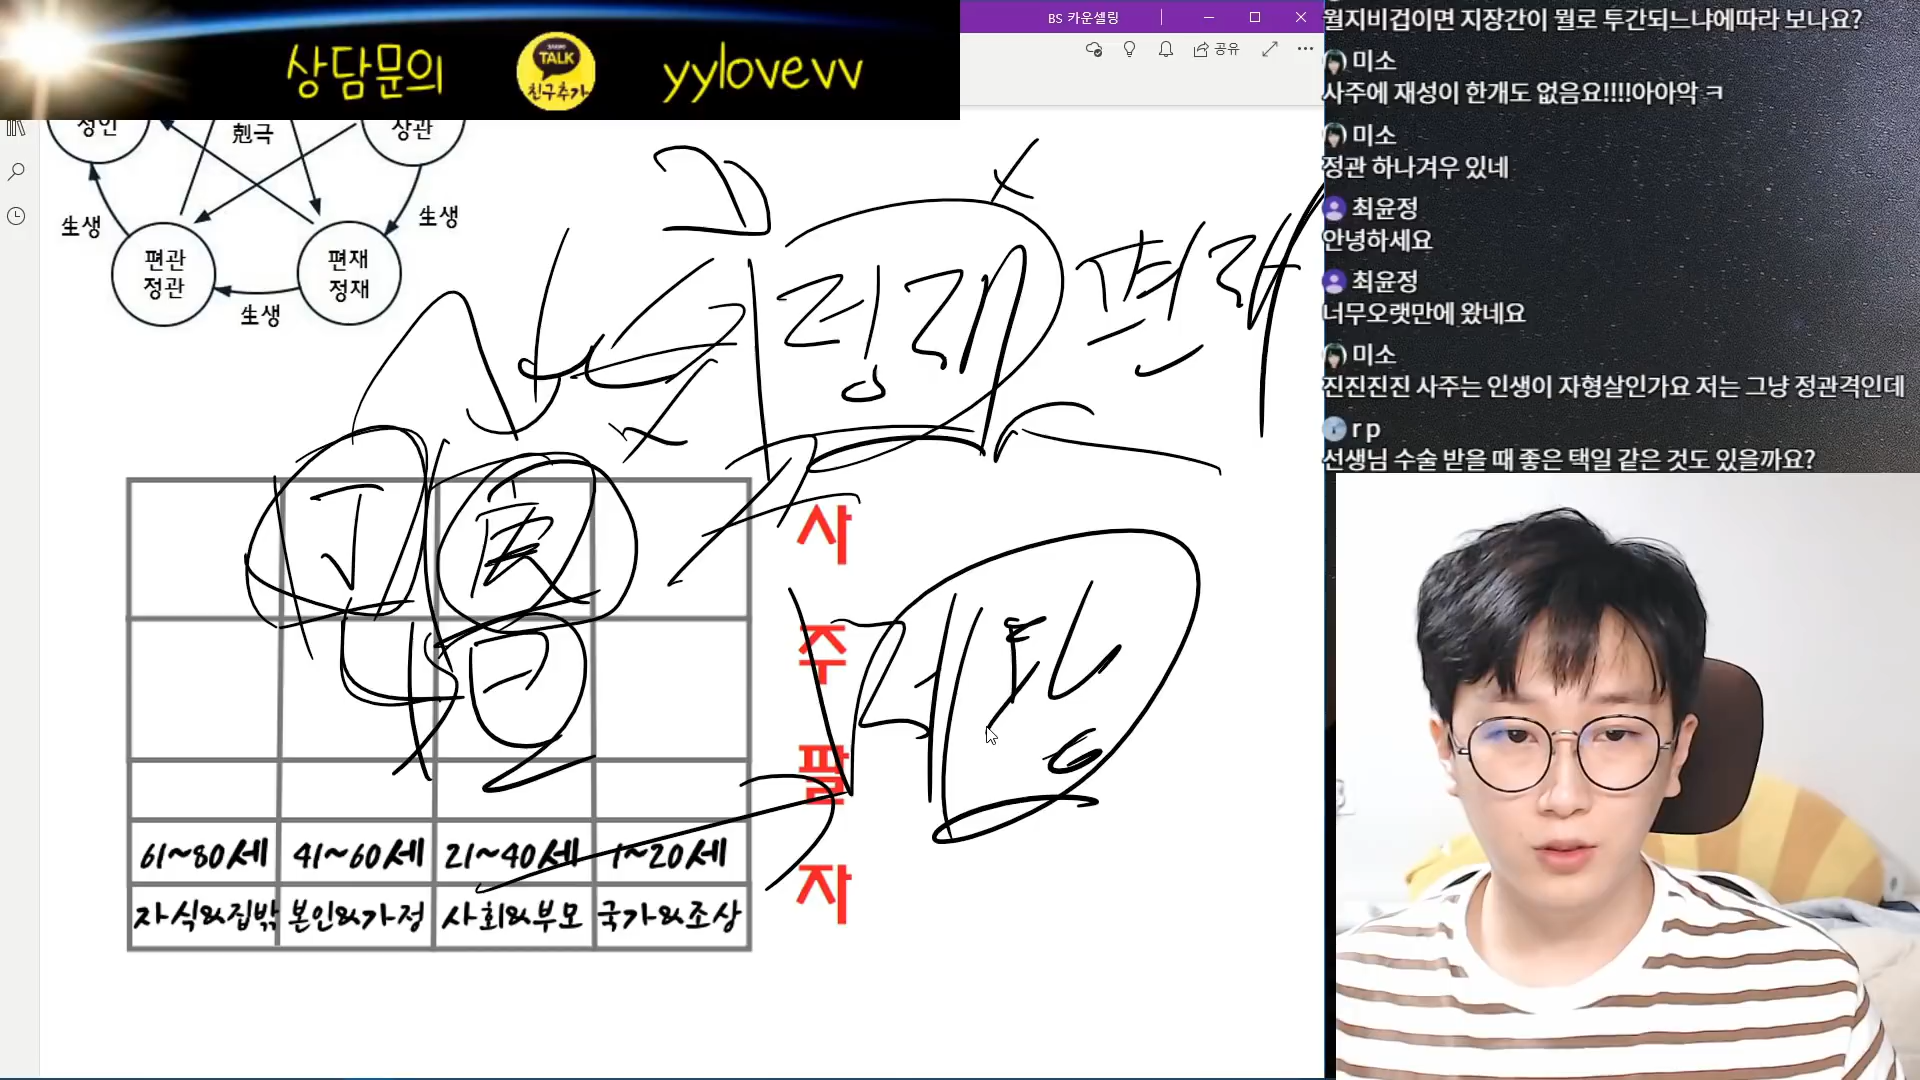 상담문의
TALK
친구추가
yylovevv
BS 카운셀링
공유
정인
상관
剋극
生생
生생
편관
정관
편재
정재
生생
정재
편재
丁
庚
사
주
팔
자
61~80세
41~60세
21~40세
1~20세
자식&집밖
본인&가정
사회&부모
국가&조상
월지비겁이면 지장간이 뭘로 투간되느냐에따라 보나요?
미소
사주에 재성이 한개도 없음요!!!!아아악 ㅋ
미소
정관 하나겨우 있네
최윤정
안녕하세요
최윤정
너무오랫만에 왔네요
미소
진진진진 사주는 인생이 자형살인가요 저는 그냥 정관격인데
r p
선생님 수술 받을 때 좋은 택일 같은 것도 있을까요?